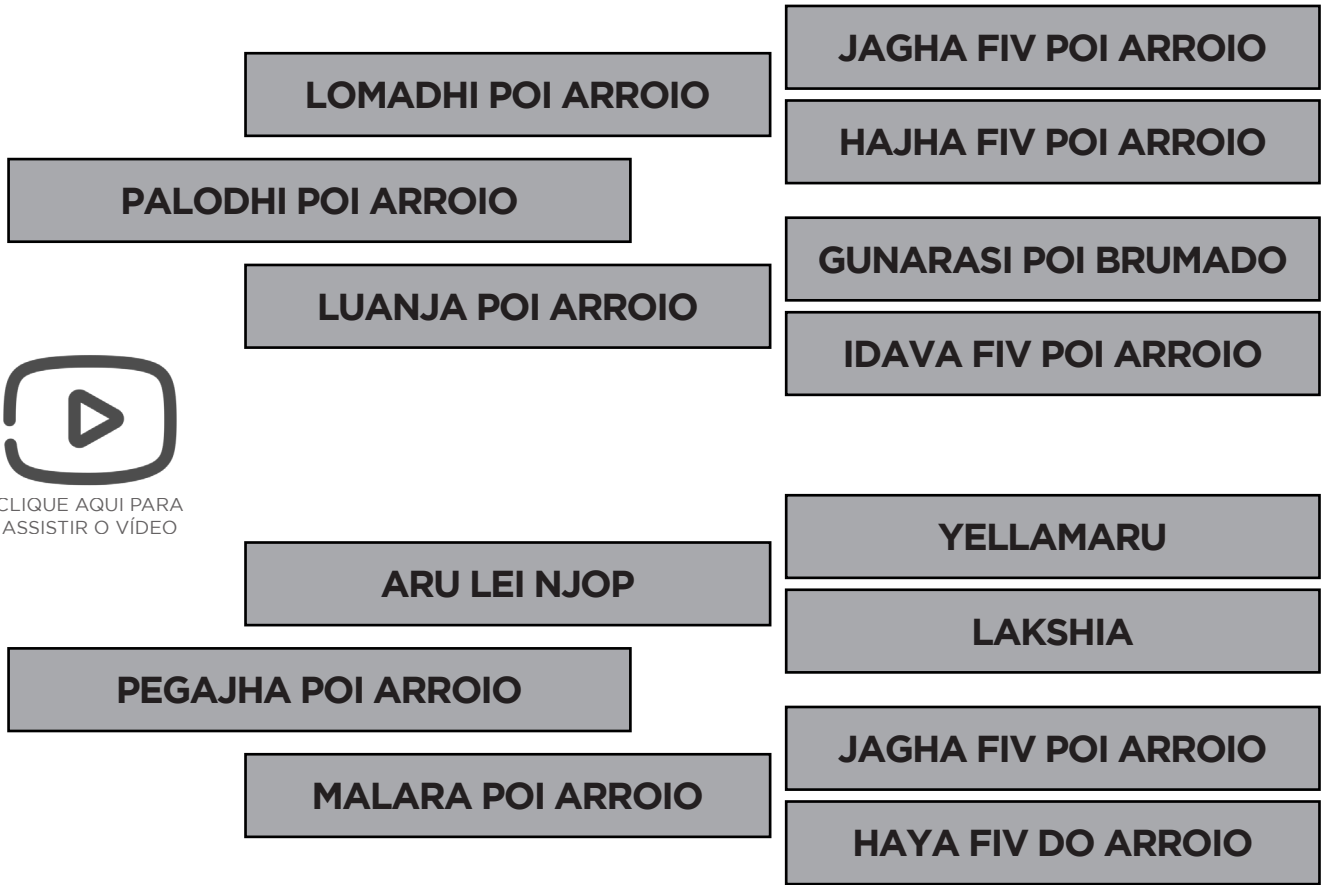 JAGHA FIV POI ARROIO
LOMADHI POI ARROIO
HAJHA FIV POI ARROIO
PALODHI POI ARROIO
GUNARASI POI BRUMADO
LUANJA POI ARROIO
IDAVA FIV POI ARROIO
CLIQUE AQUI PARA
ASSISTIR O VÍDEO
YELLAMARU
ARU LEI NJOP
LAKSHIA
PEGAJHA POI ARROIO
JAGHA FIV POI ARROIO
MALARA POI ARROIO
HAYA FIV DO ARROIO